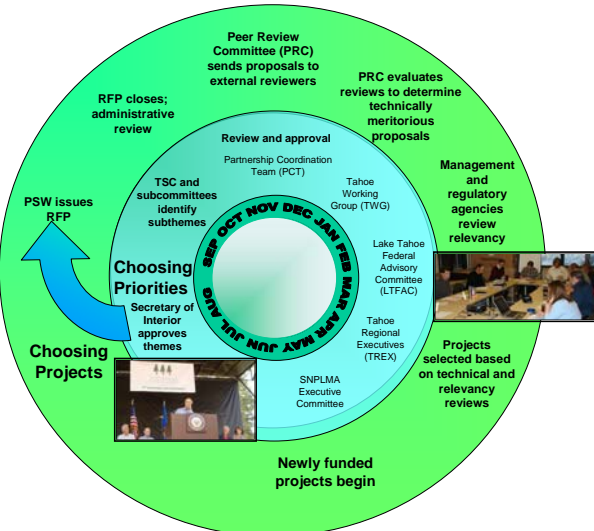 Peer Review
Committee (PRC)
sends proposals to
external reviewers
PRC evaluates
reviews to determine
technically
meritorious
proposals
RFP closes;
administrative
review
Management
and
regulatory
agencies
review
relevancy
PSW issues
RFP
Projects
selected based
on technical and
relevancy
reviews
Newly funded
projects begin
Choosing
Projects
Review and approval
Partnership Coordination
Team (PCT)
Tahoe
Working
Group (TWG)
Lake Tahoe
Federal
Advisory
Committee
(LTFAC)
Tahoe
Regional
Executives
(TREX)
SNPLMA
Executive
Committee
TSC and
subcommittees
identify
subthemes
Choosing
Priorities
Secretary of
Interior
approves
themes
SEP OCT NOV DEC JAN FEB MAR APR MAY JUN JUL AUG